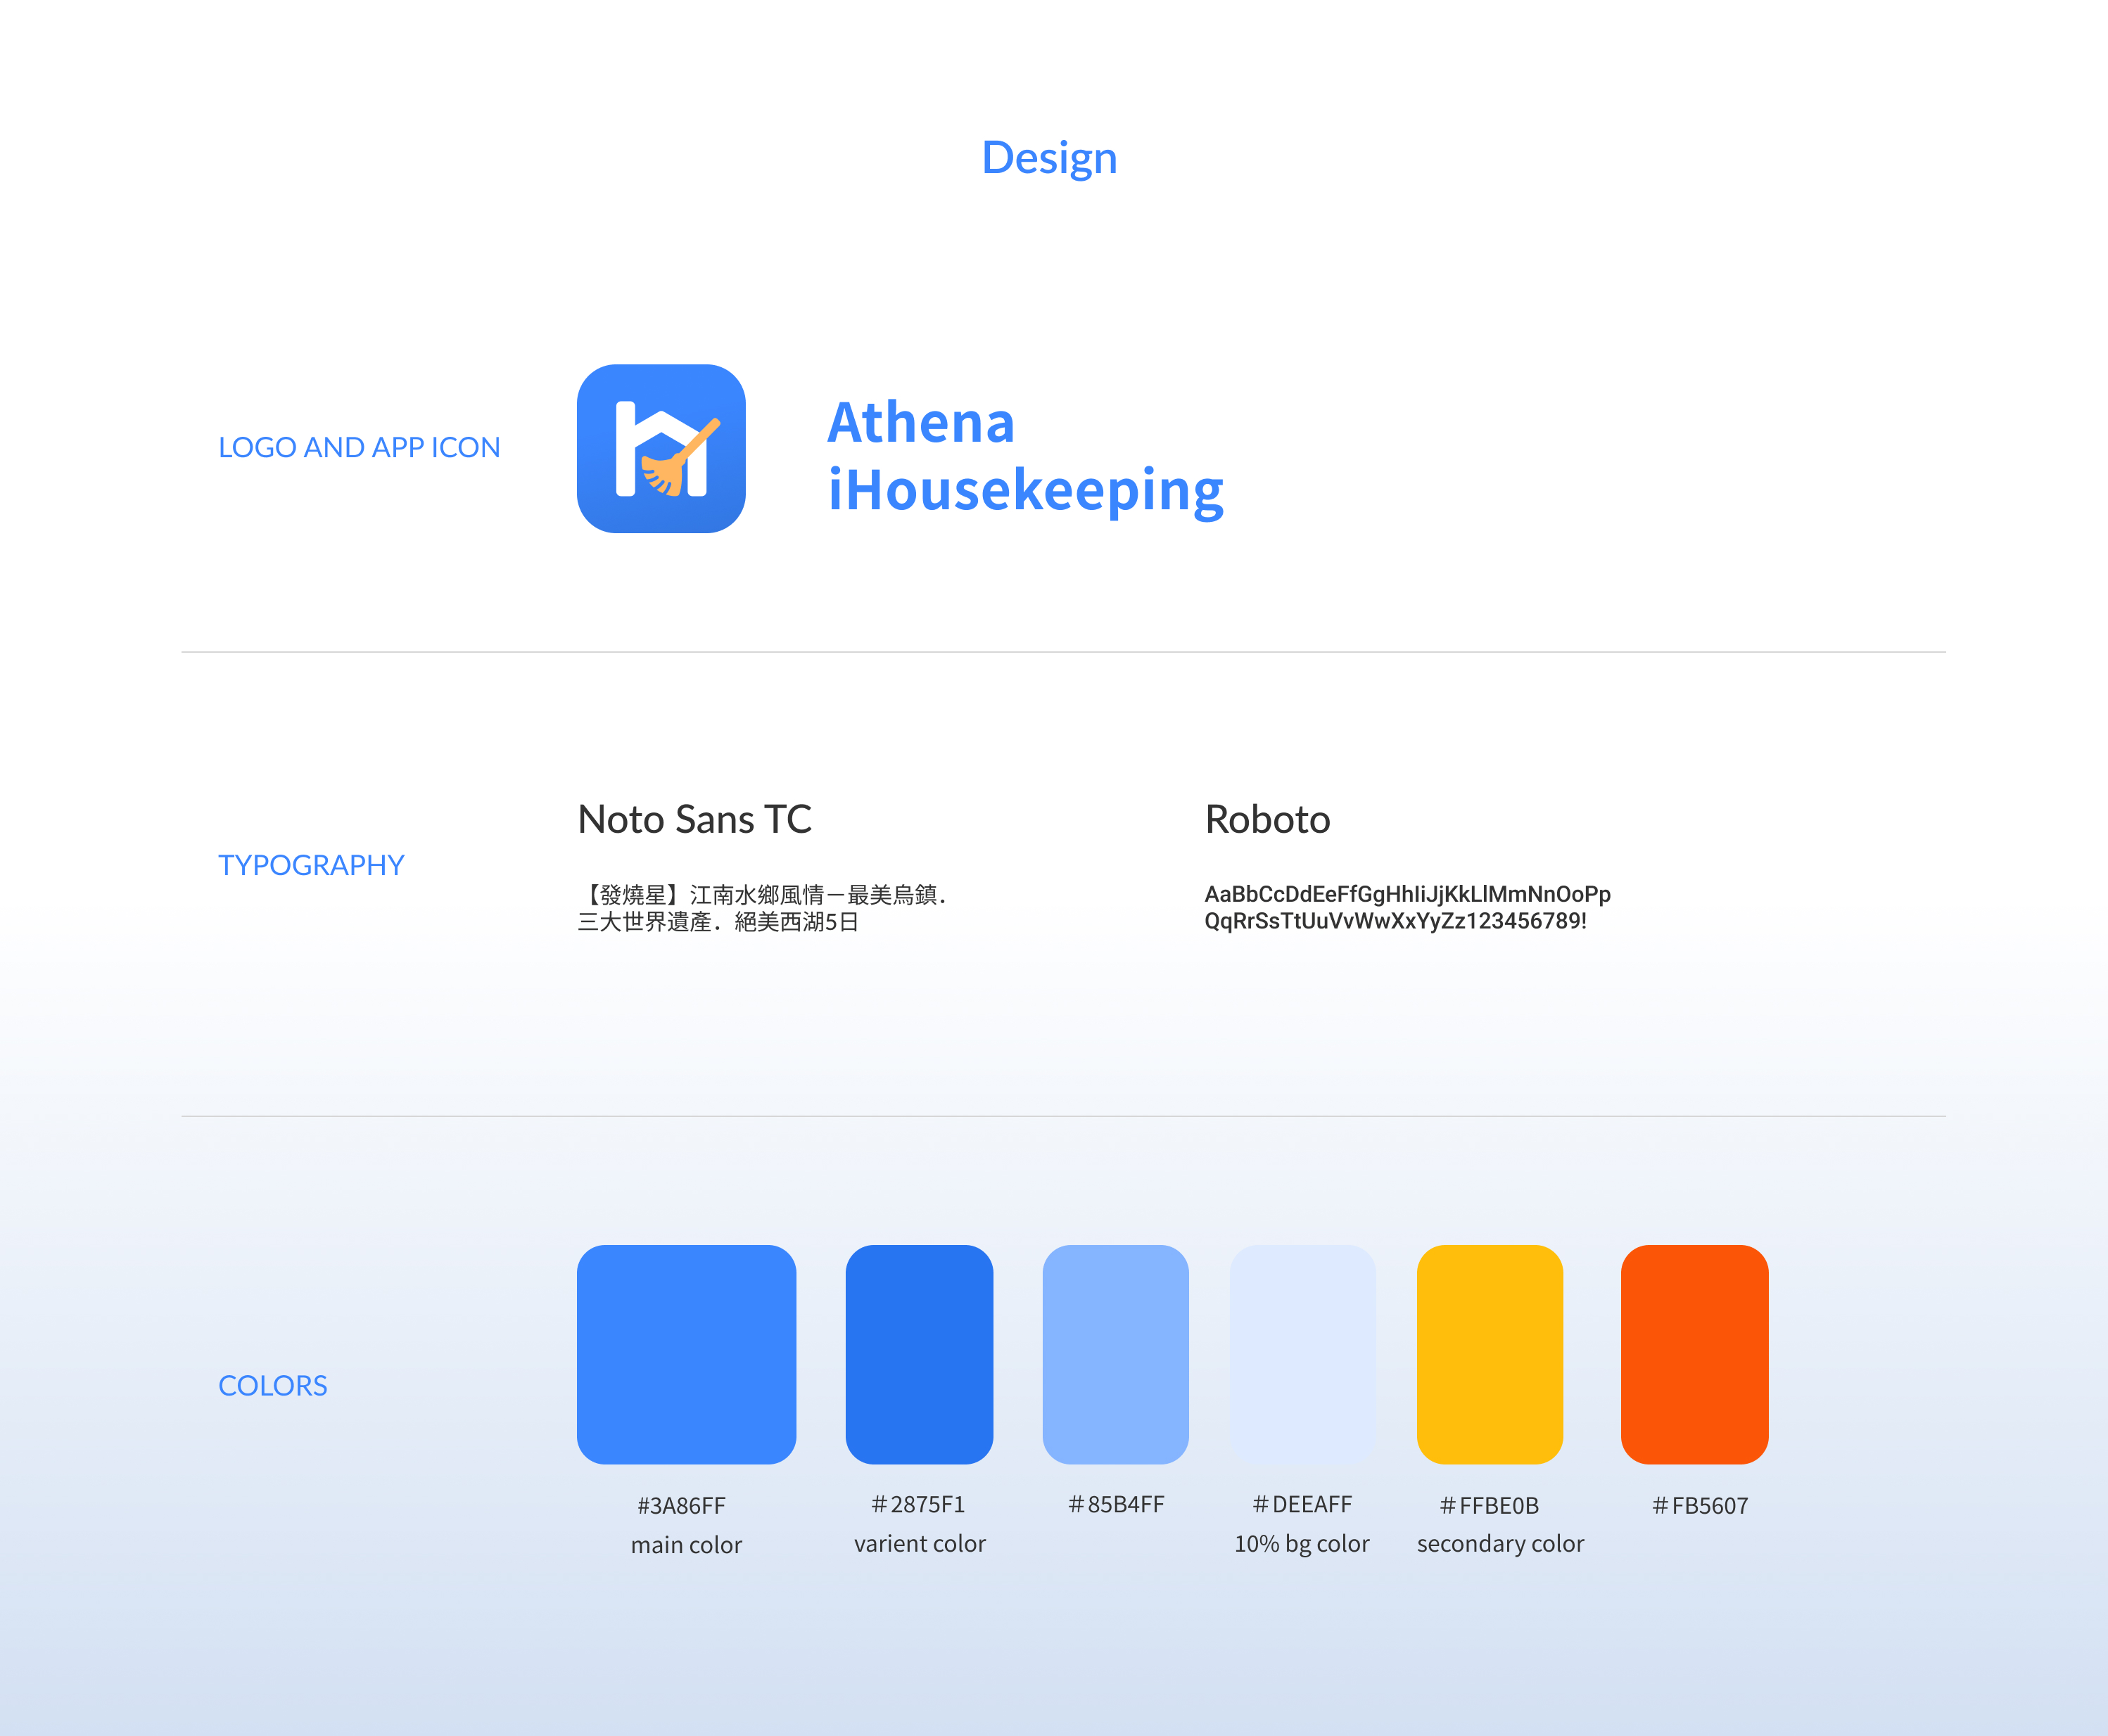 Design
LOGO AND APP ICON
Athena
iHousekeeping
TYPOGRAPHY
Noto Sans TC
【發燒星】江南水鄉風情－最美烏鎮．
三大世界遺產．絕美西湖5日
Roboto
AaBbCcDdEeFfGgHhIiJjKkLlMmNnOoPp
QqRrSsTtUuVvWwXxYyZz123456789!
COLORS
#3A86FF
main color
＃2875F1
varient color
＃85B4FF
＃DEEAFF
10% bg color
＃FFBE0B
secondary color
＃FB5607